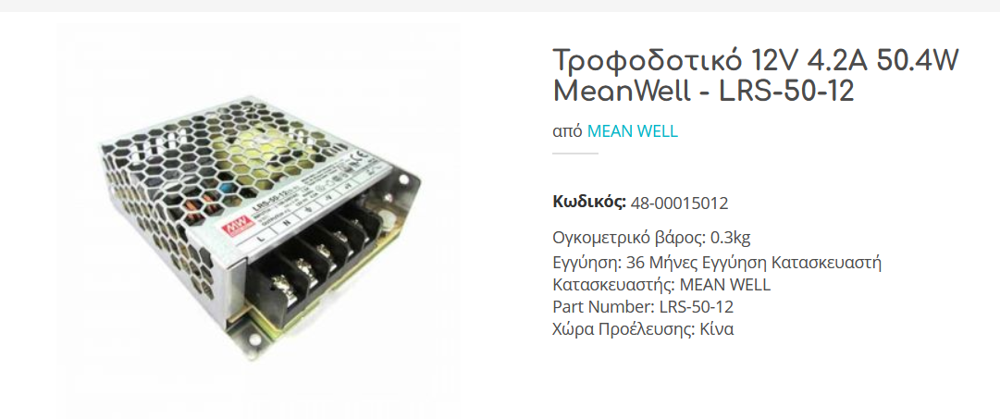 Τροφοδοτικό 12V 4.2A 50.4W
MeanWell - LRS-50-12
από MEAN WELL
Κωδικός: 48-00015012
Ογκομετρικό βάρος: 0.3kg
Εγγύηση: 36 Μήνες Εγγύηση Κατασκευαστή
Κατασκευαστής: MEAN WELL
Part Number: LRS-50-12
Χώρα Προέλευσης: Κίνα
MW
LRS-50-12
L N -V +V